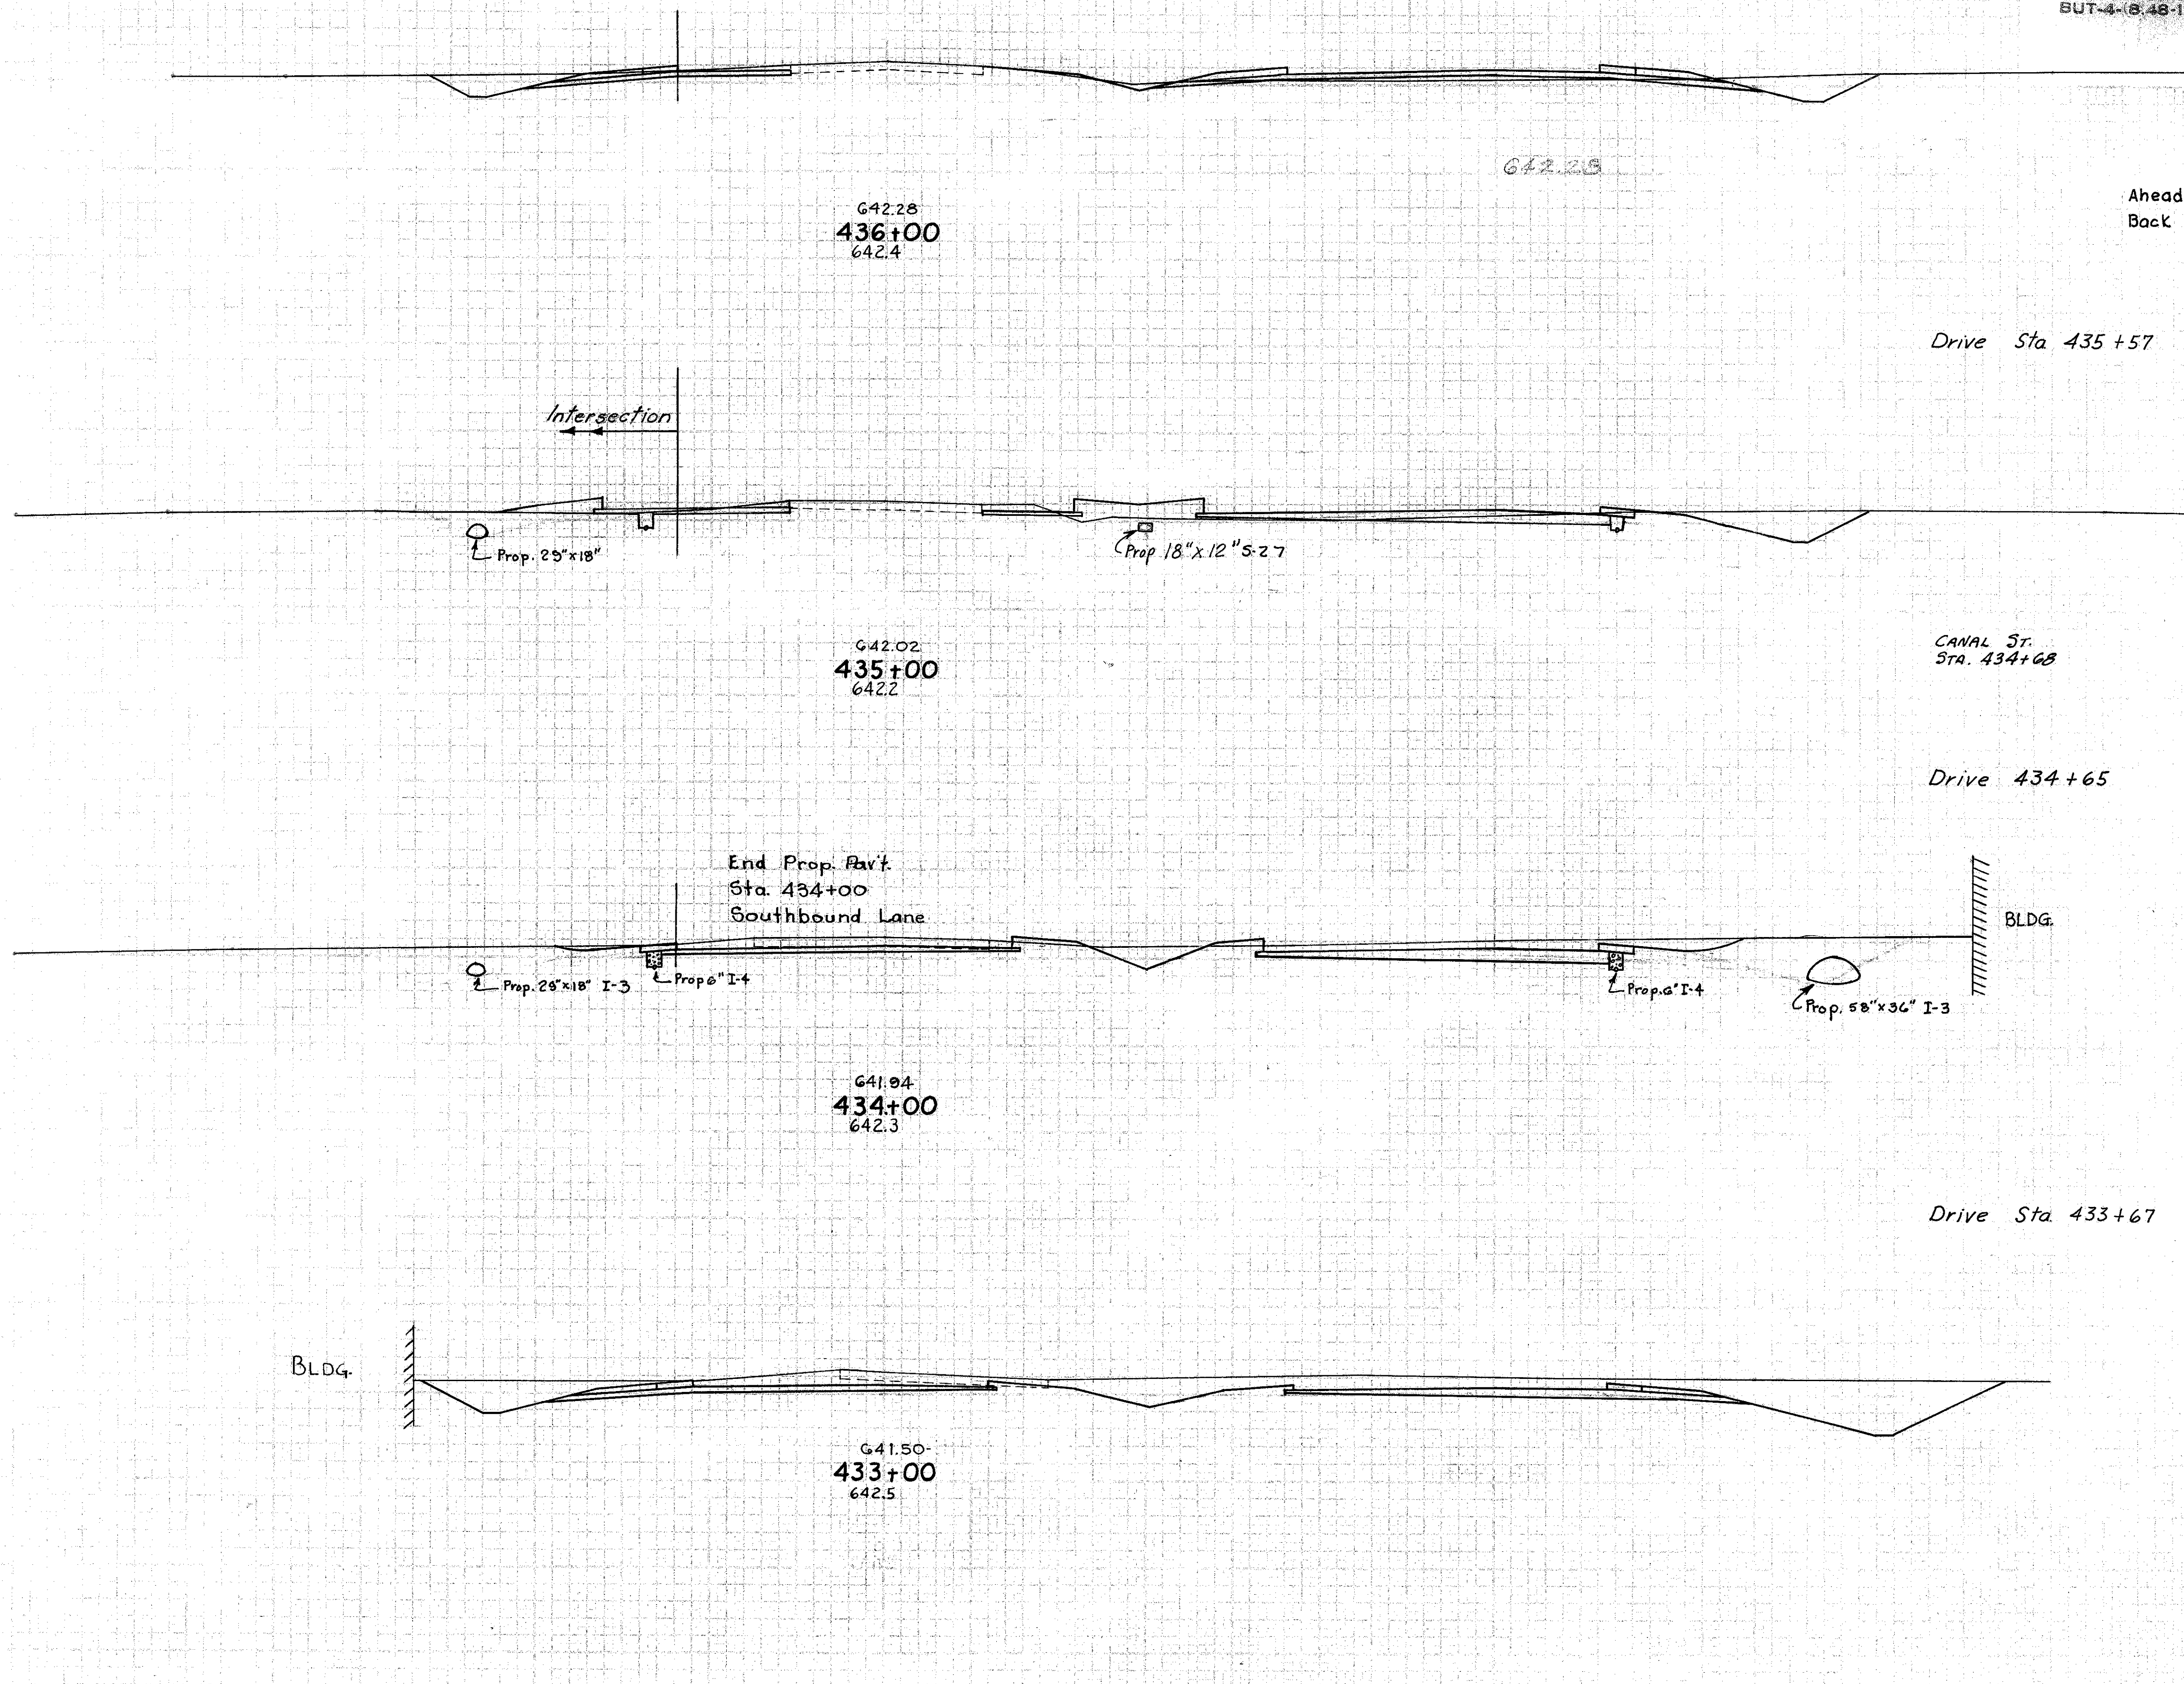 BUT-4-(8.48-1
642.28
642.28
436+00
642.4
Ahead
Back
Drive Sta 435+57
Intersection
Prop. 29"x18"
Prop 18"x12" S-27
642.02
435+00
642.2
CANAL ST.
STA. 434+68
Drive 434+65
End Prop. Pav't.
Sta. 434+00
Southbound Lane
BLDG.
Prop. 29"x18" I-3
Prop 6" I-4
Prop. 6" I-4
Prop. 58"x36" I-3
641.94
434+00
642.3
Drive Sta. 433+67
BLDG.
641.50
433+00
642.5